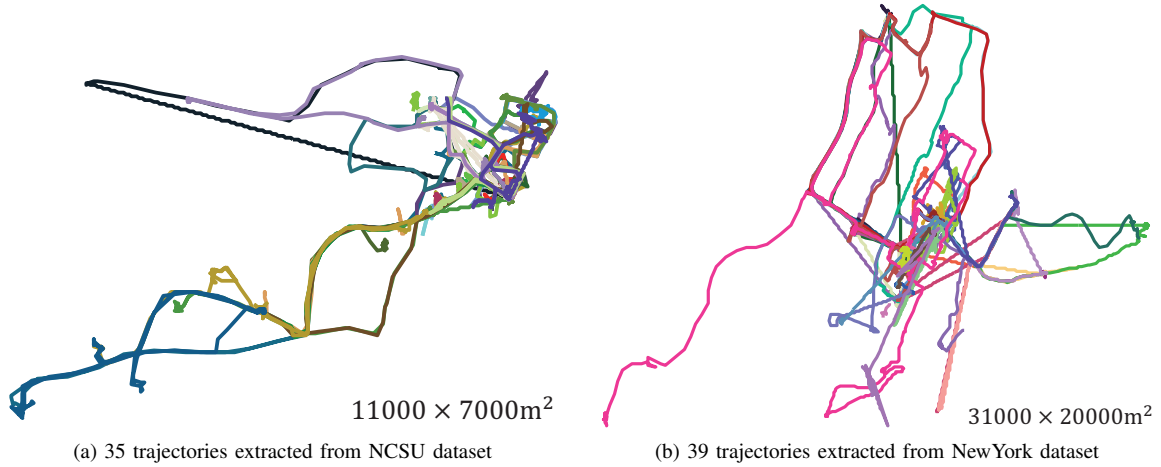 11000 × 7000m²
31000 × 20000m²
(a) 35 trajectories extracted from NCSU dataset
(b) 39 trajectories extracted from NewYork dataset